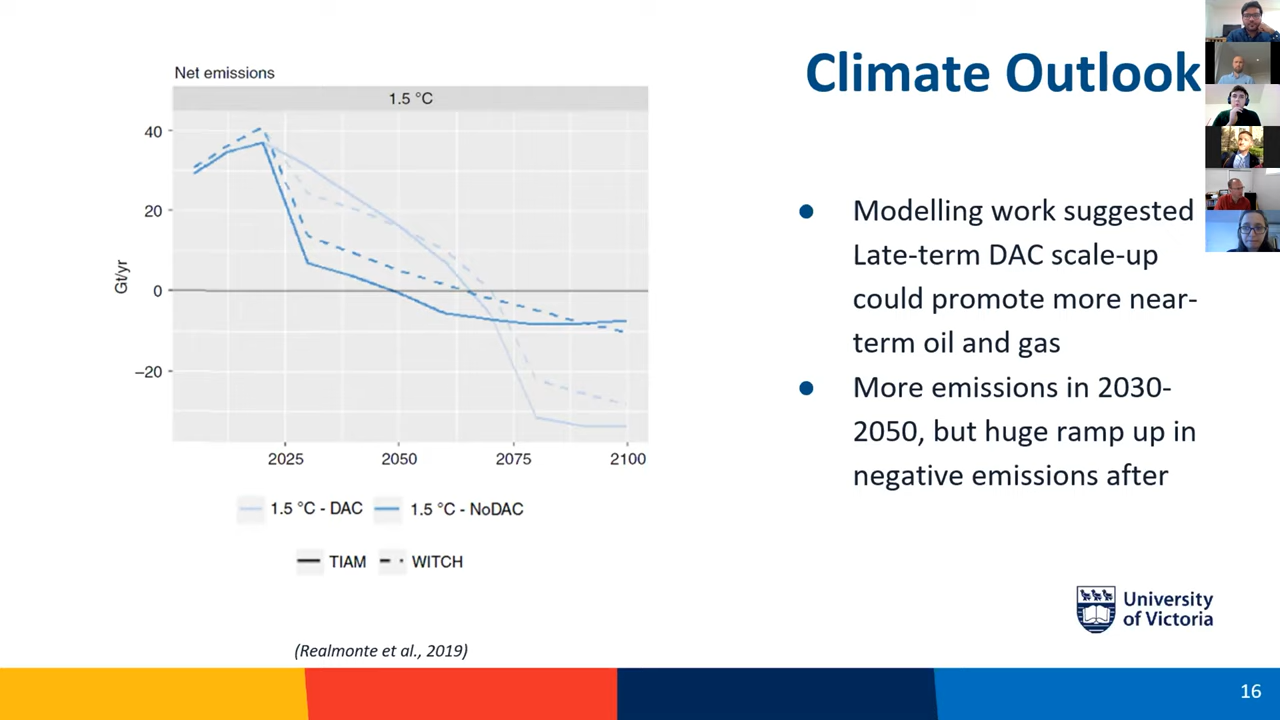 Climate Outlook
Net emissions
1.5 °C
40
20
0
−20
Gt/yr
2025
2050
2075
2100
1.5 °C - DAC
1.5 °C - NoDAC
TIAM
WITCH
(Realmonte et al., 2019)
● Modelling work suggested
Late-term DAC scale-up
could promote more near-
term oil and gas
● More emissions in 2030-
2050, but huge ramp up in
negative emissions after
University
of Victoria
16